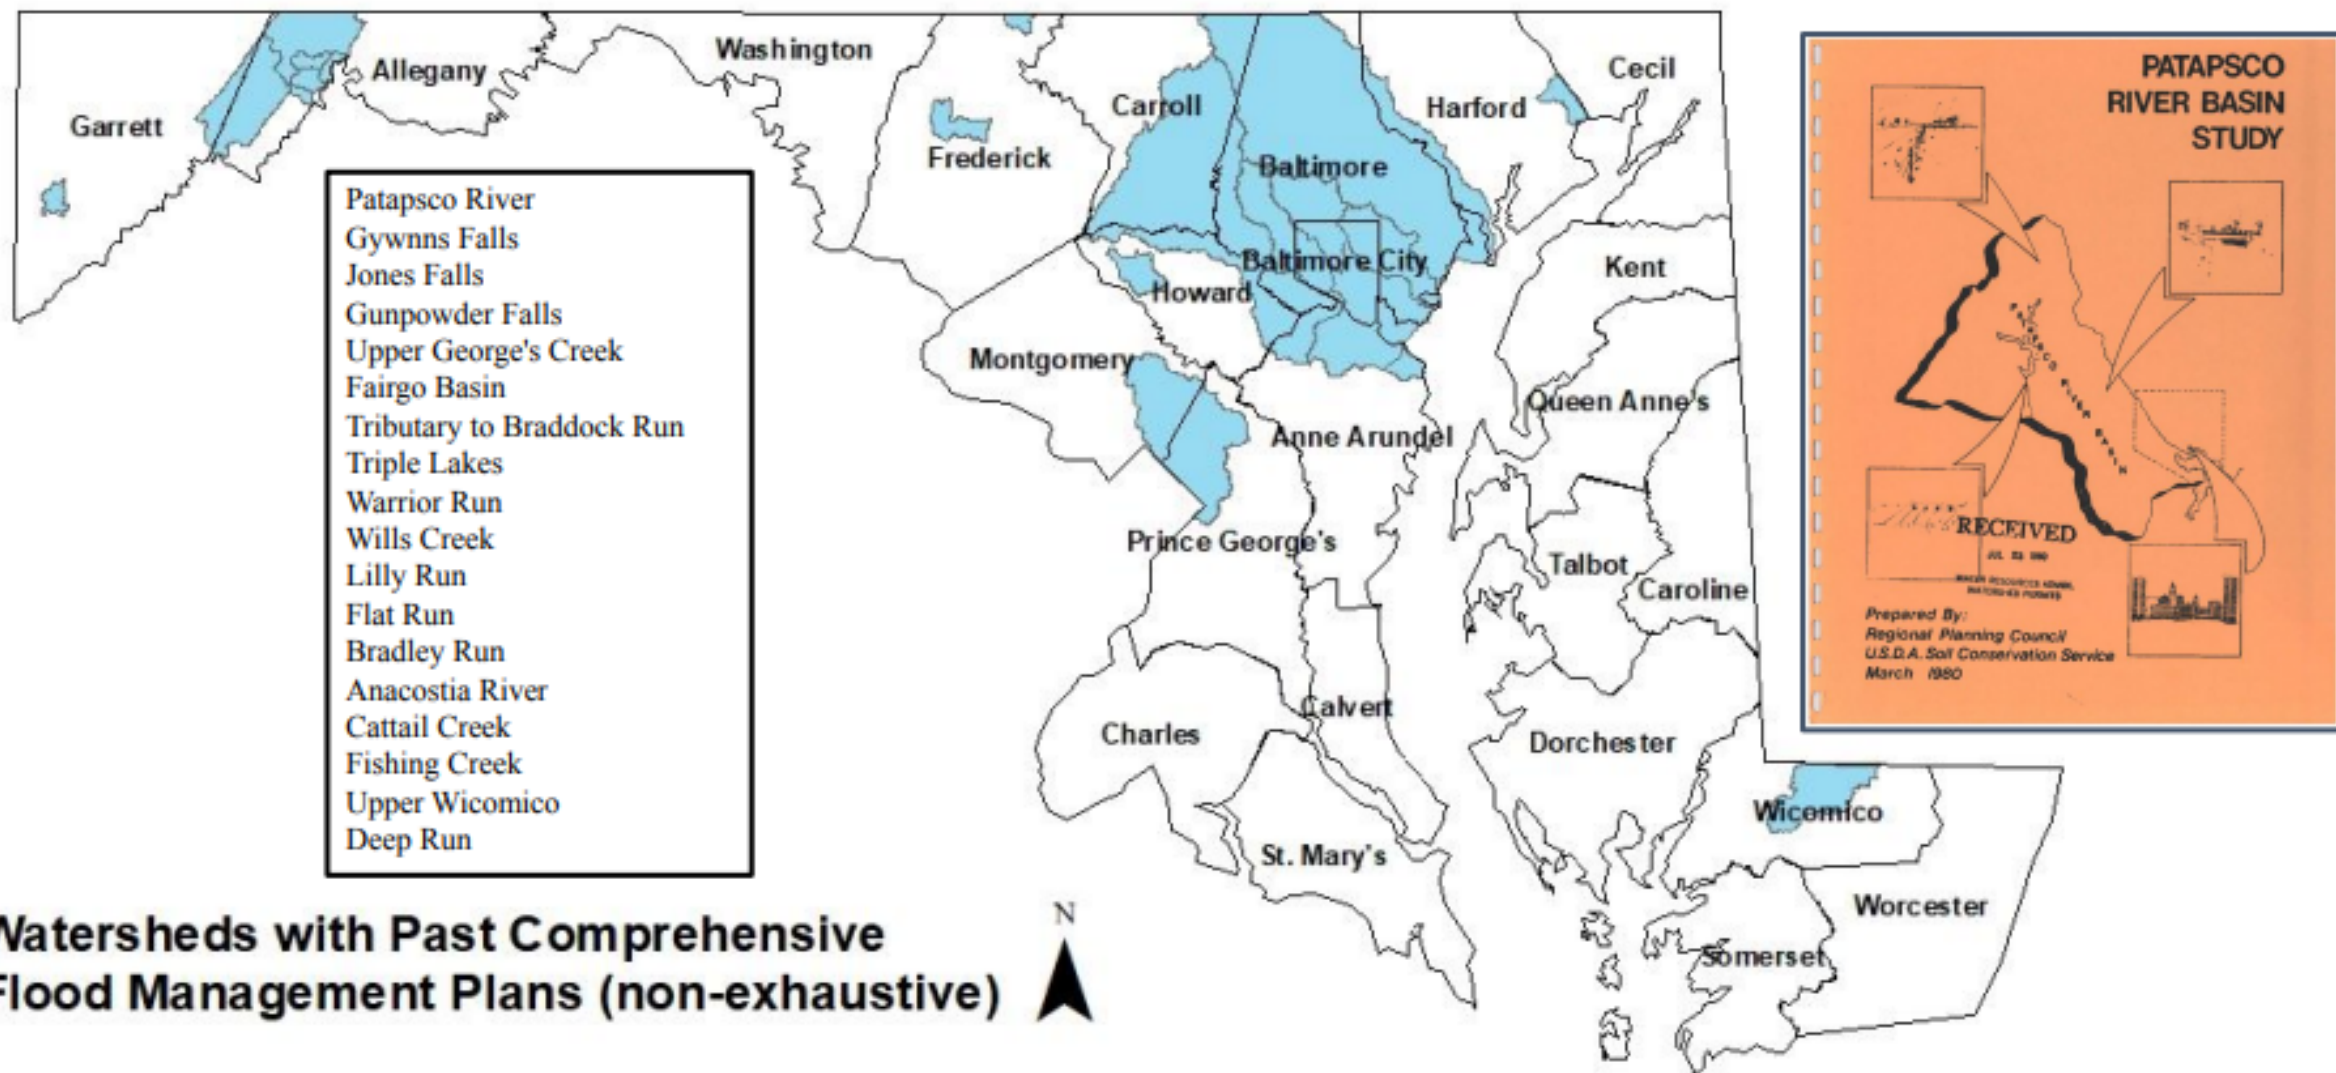 Garrett
Allegany
Washington
Frederick
Carroll
Baltimore
Harford
Cecil
Baltimore City
Howard
Kent
Montgomery
Queen Anne's
Anne Arundel
Prince George's
Talbot
Caroline
Calvert
Charles
Dorchester
St. Mary's
Wicomico
Worcester
Somerset
Patapsco River
Gywnns Falls
Jones Falls
Gunpowder Falls
Upper George's Creek
Fairgo Basin
Tributary to Braddock Run
Triple Lakes
Warrior Run
Wills Creek
Lilly Run
Flat Run
Bradley Run
Anacostia River
Cattail Creek
Fishing Creek
Upper Wicomico
Deep Run
Watersheds with Past Comprehensive
Flood Management Plans (non-exhaustive)
N
PATAPSCO
RIVER BASIN
STUDY
PATAPSCO RIVER BASIN
RECEIVED
Prepared By:
Regional Planning Council
U.S.D.A. Soil Conservation Service
March 1980